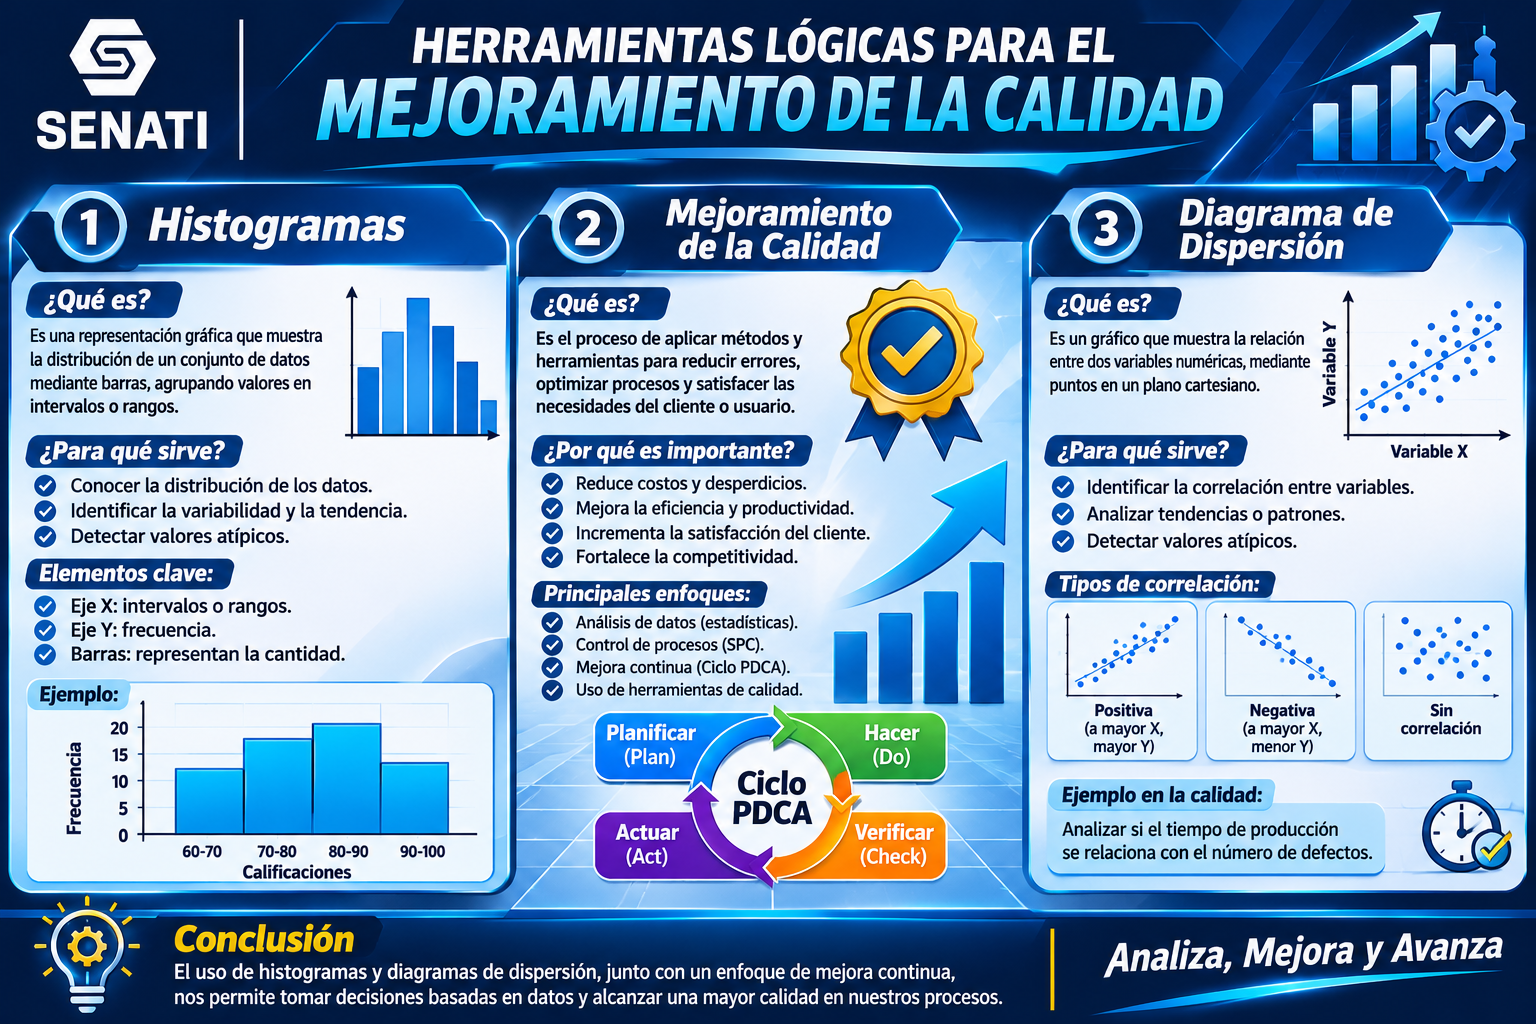 SENATI
HERRAMIENTAS LÓGICAS PARA EL
MEJORAMIENTO DE LA CALIDAD
1
Histogramas
¿Qué es?
Es una representación gráfica que muestra
la distribución de un conjunto de datos
mediante barras, agrupando valores en
intervalos o rangos.
¿Para qué sirve?
Conocer la distribución de los datos.
Identificar la variabilidad y la tendencia.
Detectar valores atípicos.
Elementos clave:
Eje X: intervalos o rangos.
Eje Y: frecuencia.
Barras: representan la cantidad.
Ejemplo:
Frecuencia
20
15
10
5
0
60-70 70-80 80-90 90-100
Calificaciones
2
Mejoramiento
de la Calidad
¿Qué es?
Es el proceso de aplicar métodos y
herramientas para reducir errores,
optimizar procesos y satisfacer las
necesidades del cliente o usuario.
¿Por qué es importante?
Reduce costos y desperdicios.
Mejora la eficiencia y productividad.
Incrementa la satisfacción del cliente.
Fortalece la competitividad.
Principales enfoques:
Análisis de datos (estadísticas).
Control de procesos (SPC).
Mejora continua (Ciclo PDCA).
Uso de herramientas de calidad.
Planificar
(Plan)
Hacer
(Do)
Ciclo
PDCA
Actuar
(Act)
Verificar
(Check)
3
Diagrama de
Dispersión
¿Qué es?
Es un gráfico que muestra la relación
entre dos variables numéricas, mediante
puntos en un plano cartesiano.
Variable Y
Variable X
¿Para qué sirve?
Identificar la correlación entre variables.
Analizar tendencias o patrones.
Detectar valores atípicos.
Tipos de correlación:
Positiva
(a mayor X,
mayor Y)
Negativa
(a mayor X,
menor Y)
Sin
correlación
Ejemplo en la calidad:
Analizar si el tiempo de producción
se relaciona con el número de defectos.
Conclusión
El uso de histogramas y diagramas de dispersión, junto con un enfoque de mejora continua,
nos permite tomar decisiones basadas en datos y alcanzar una mayor calidad en nuestros procesos.
Analiza, Mejora y Avanza